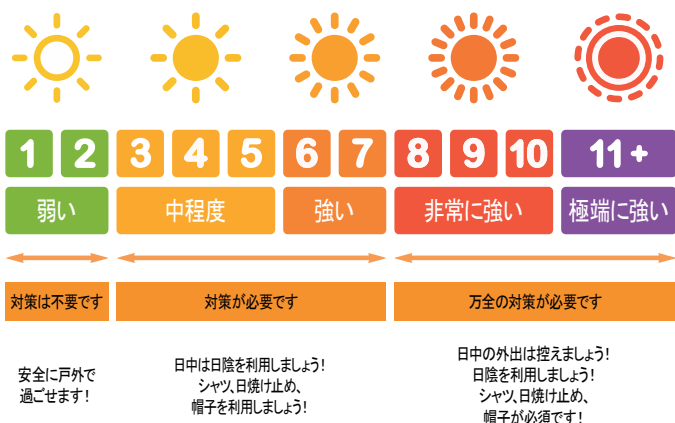 1 2 3 4 5 6 7 8 9 10 11+
弱い 中程度 強い 非常に強い 極端に強い
対策は不要です 対策が必要です 万全の対策が必要です
安全に戸外で
過ごせます!
日中は日陰を利用しましょう!
シャツ、日焼け止め、
帽子を利用しましょう!
日中の外出は控えましょう!
日陰を利用しましょう!
シャツ、日焼け止め、
帽子が必須です!